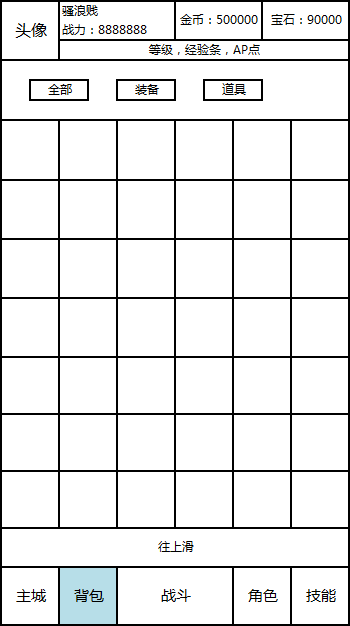 头像
骚浪贱
战力：8888888
金币：500000
宝石：90000
等级，经验条，AP点
全部
装备
道具
往上滑
主城
背包
战斗
角色
技能